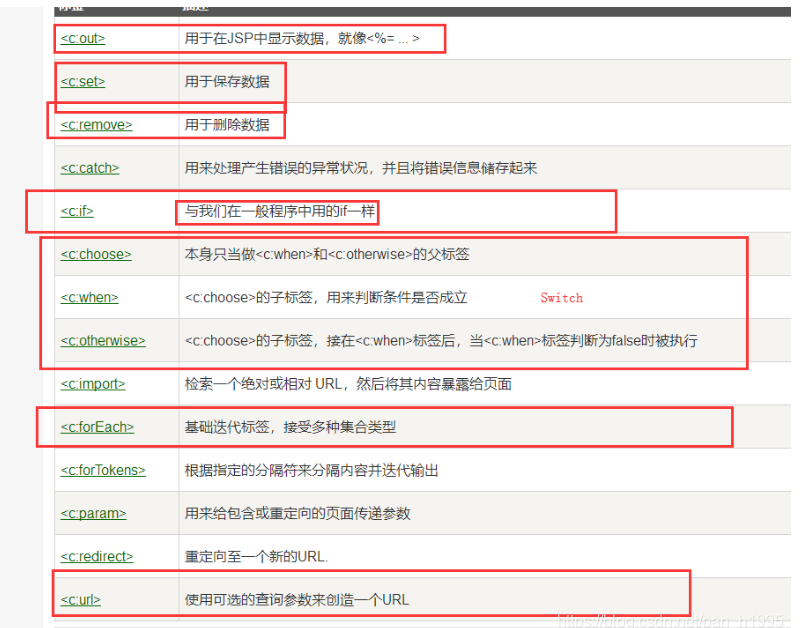 标签 描述
<c:out> 用于在JSP中显示数据，就像<%= ... >
<c:set> 用于保存数据
<c:remove> 用于删除数据
<c:catch> 用来处理产生错误的异常状况，并且将错误信息储存起来
<c:if> 与我们在一般程序中用的if一样
<c:choose> 本身只当做<c:when>和<c:otherwise>的父标签
<c:when> <c:choose>的子标签，用来判断条件是否成立 Switch
<c:otherwise> <c:choose>的子标签，接在<c:when>标签后，当<c:when>标签判断为false时被执行
<c:import> 检索一个绝对或相对 URL，然后将其内容暴露给页面
<c:forEach> 基础迭代标签，接受多种集合类型
<c:forTokens> 根据指定的分隔符来分隔内容并迭代输出
<c:param> 用来给包含或重定向的页面传递参数
<c:redirect> 重定向至一个新的URL.
<c:url> 使用可选的查询参数来创造一个URL
https://blog.csdn.net/pan_h1995